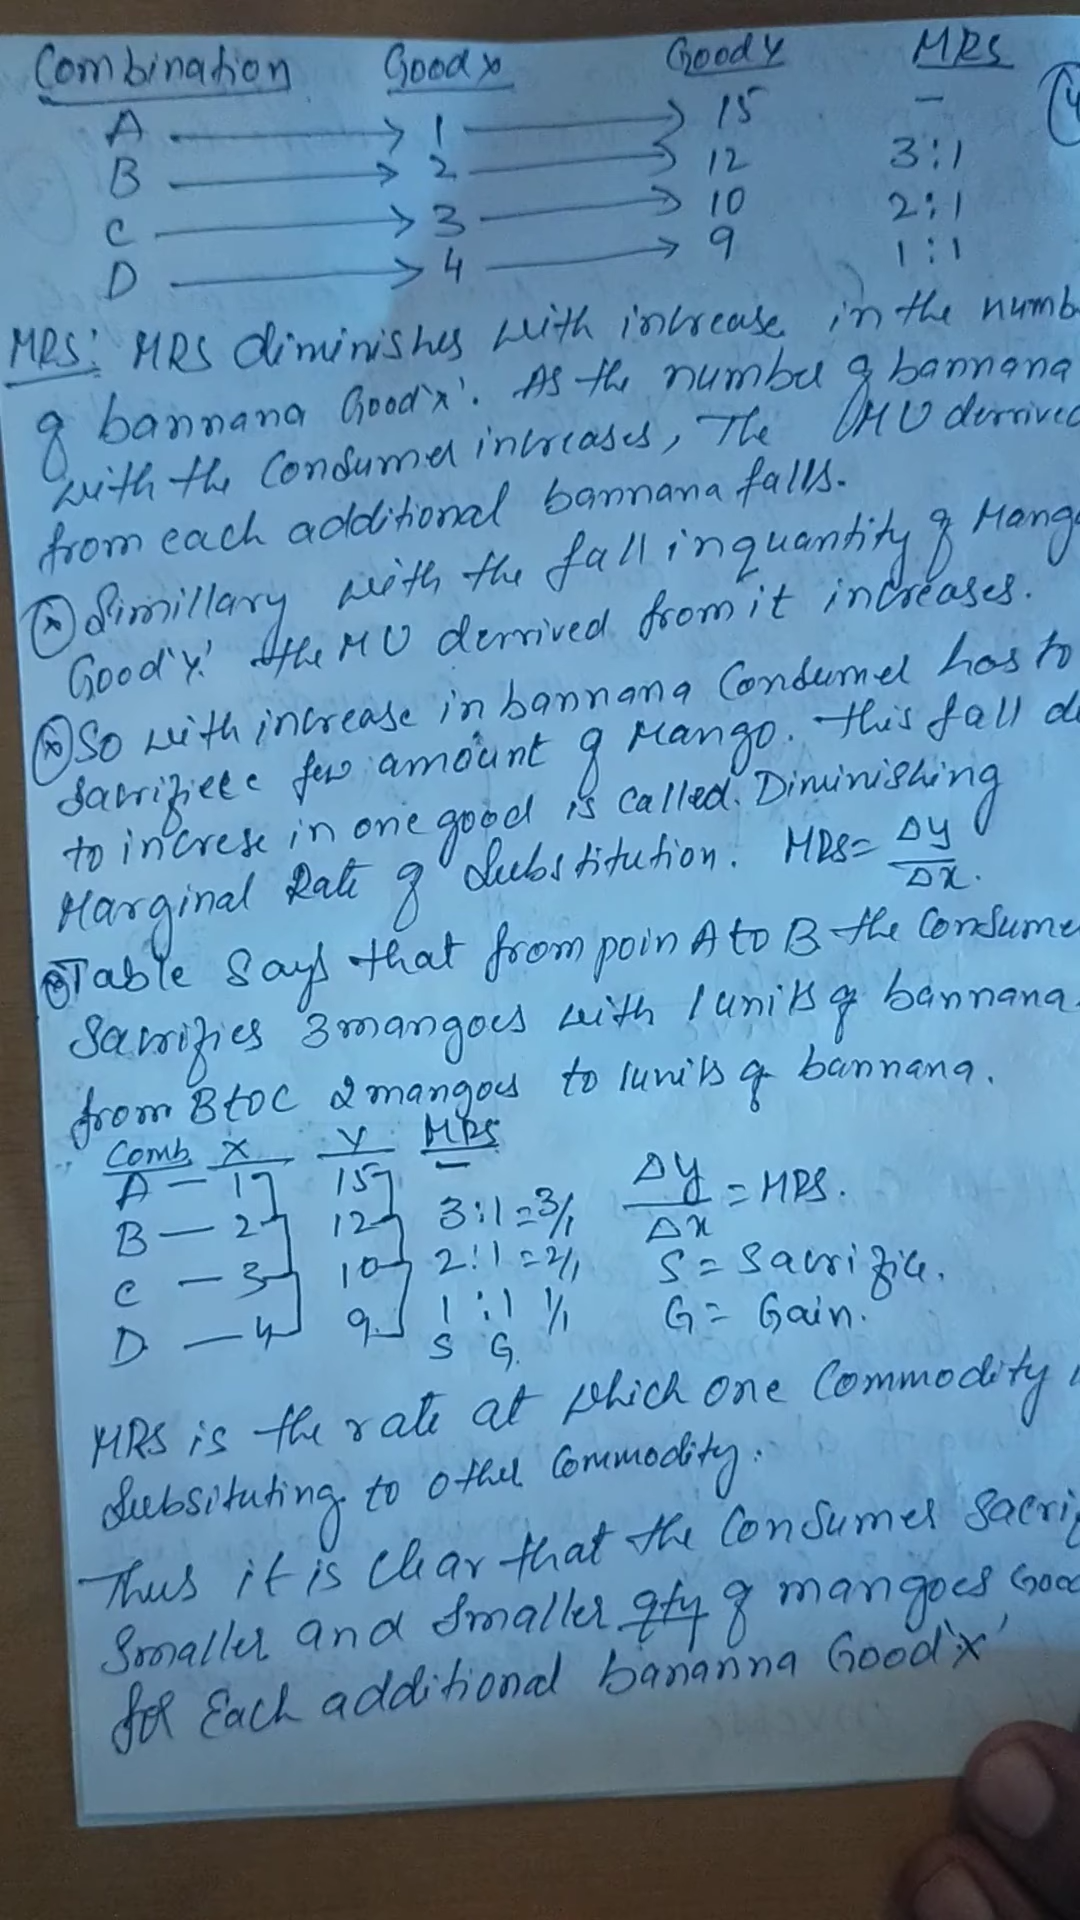 Combination Good x Good Y MRS
A → 1 → 15 –
B → 2 → 12 3:1
C → 3 → 10 2:1
D → 4 → 9 1:1
MRS: MRS diminishes with increase in the numb
of bannana Good 'x'. As the number of bannana
with the Consumer increases, The MU derrived
from each additional bannana falls.
Simillary with the fall in quantity of Mango
Good 'Y' the MU derrived from it increases.
So with increase in bannana Consumer has to
few amount of Mango. this fall d
to increse in one good is called. Diminishing
Marginal Rate of Substitution. MRS = Δy/Δx.
Table Says that from poin A to B the Consume
Sacrifies 3 mangoes with 1 units of bannana.
from B to C 2 mangoes to 1 units of bannana.
Comb X Y MRS
A – 1 15 – Δy/Δx = MRS.
B – 2 12 3:1 = 3/1
C – 3 10 2:1 = 2/1 S = Sacrifice.
D – 4 9 1:1 1/1 G = Gain.
S G.
MRS is the rate at which one Commodity
Subsituting to other Commodity.
Thus it is Clear that the Consumer Sacri
Smaller and Smaller qty of mangoes Goo
for Each additional bananna Good 'x'